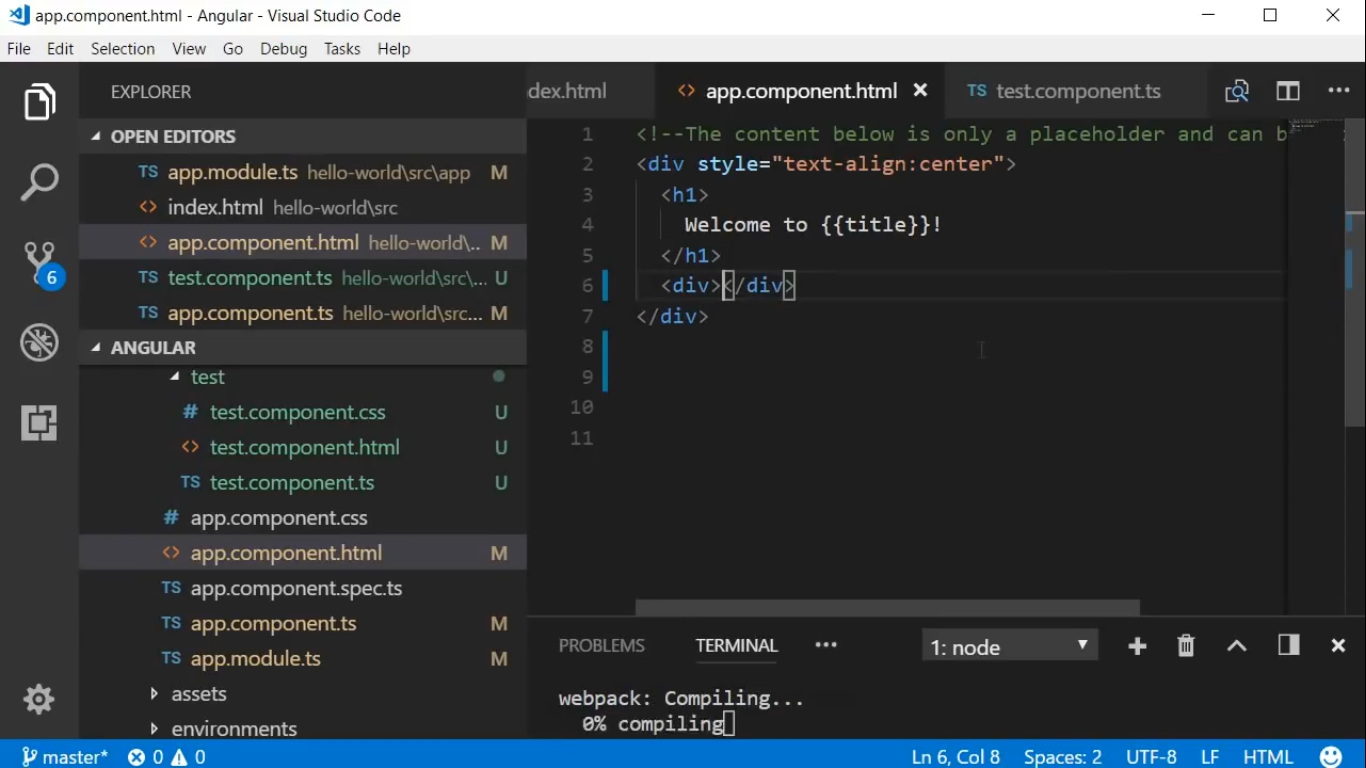 app.component.html - Angular - Visual Studio Code
File Edit Selection View Go Debug Tasks Help
EXPLORER
OPEN EDITORS
TS app.module.ts hello-world\src\app M
<> index.html hello-world\src
<> app.component.html hello-world\... M
TS test.component.ts hello-world\src\... U
TS app.component.ts hello-world\src... M
ANGULAR
test
# test.component.css U
<> test.component.html U
TS test.component.ts U
# app.component.css
<> app.component.html M
TS app.component.spec.ts
TS app.component.ts M
TS app.module.ts M
assets
environments
6
dex.html <> app.component.html TS test.component.ts
1 <!--The content below is only a placeholder and can b
2 <div style="text-align:center">
3 <h1>
4 Welcome to {{title}}!
5 </h1>
6 <div></div>
7 </div>
8
9
10
11
PROBLEMS TERMINAL ... 1: node
webpack: Compiling...
0% compiling
master* 0 0 Ln 6, Col 8 Spaces: 2 UTF-8 LF HTML